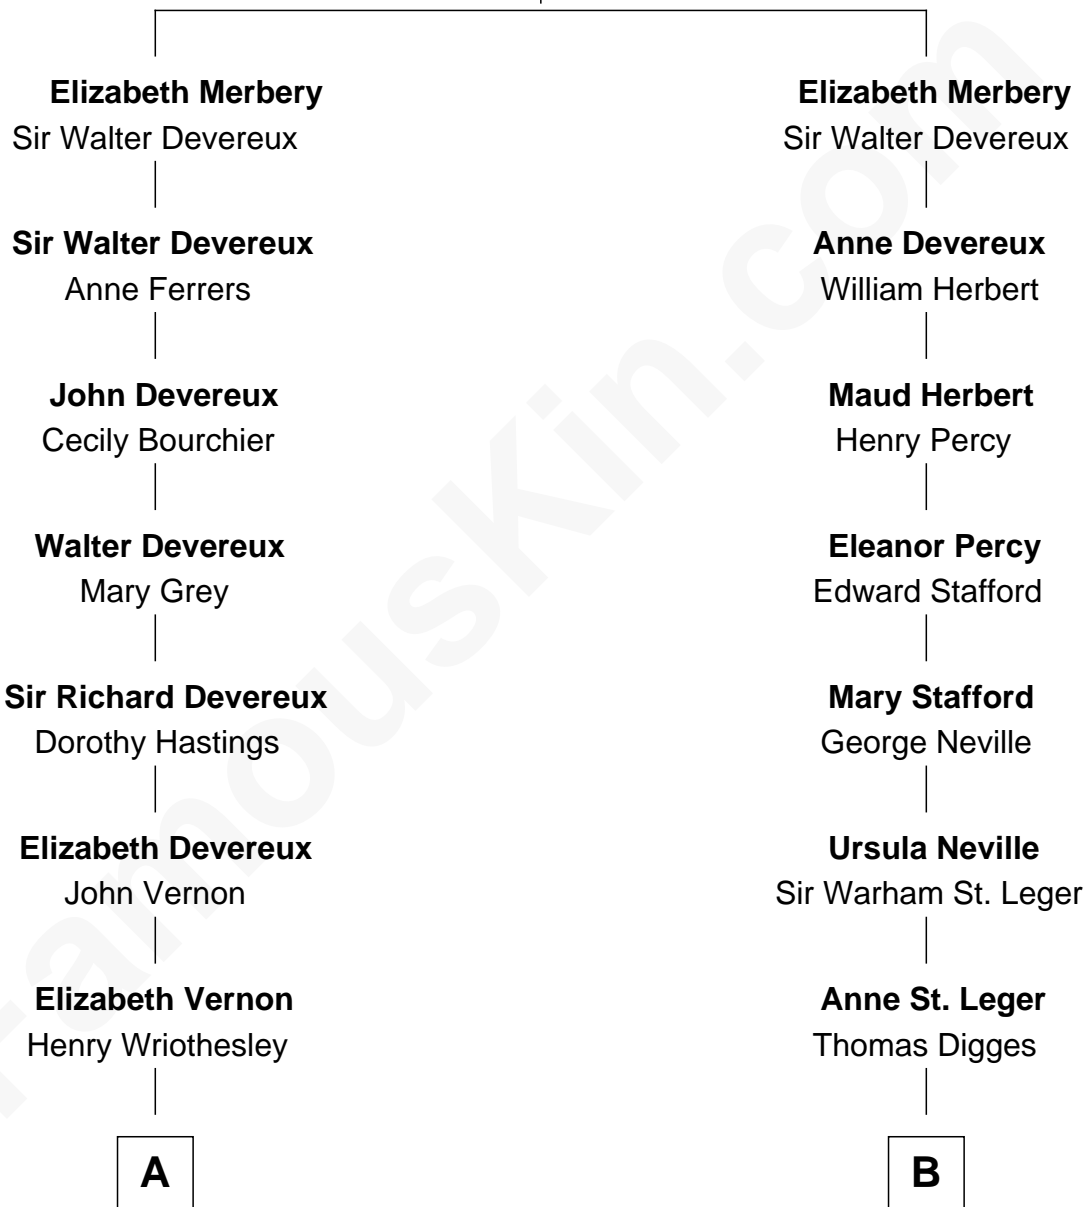 Elizabeth Merbery
Sir Walter Devereux
Sir Walter Devereux
Anne Ferrers
John Devereux
Cecily Bourchier
Walter Devereux
Mary Grey
Sir Richard Devereux
Dorothy Hastings
Elizabeth Devereux
John Vernon
Elizabeth Vernon
Henry Wriothesley
A
Elizabeth Merbery
Sir Walter Devereux
Anne Devereux
William Herbert
Maud Herbert
Henry Percy
Eleanor Percy
Edward Stafford
Mary Stafford
George Neville
Ursula Neville
Sir Warham St. Leger
Anne St. Leger
Thomas Digges
B
FamousKin.com